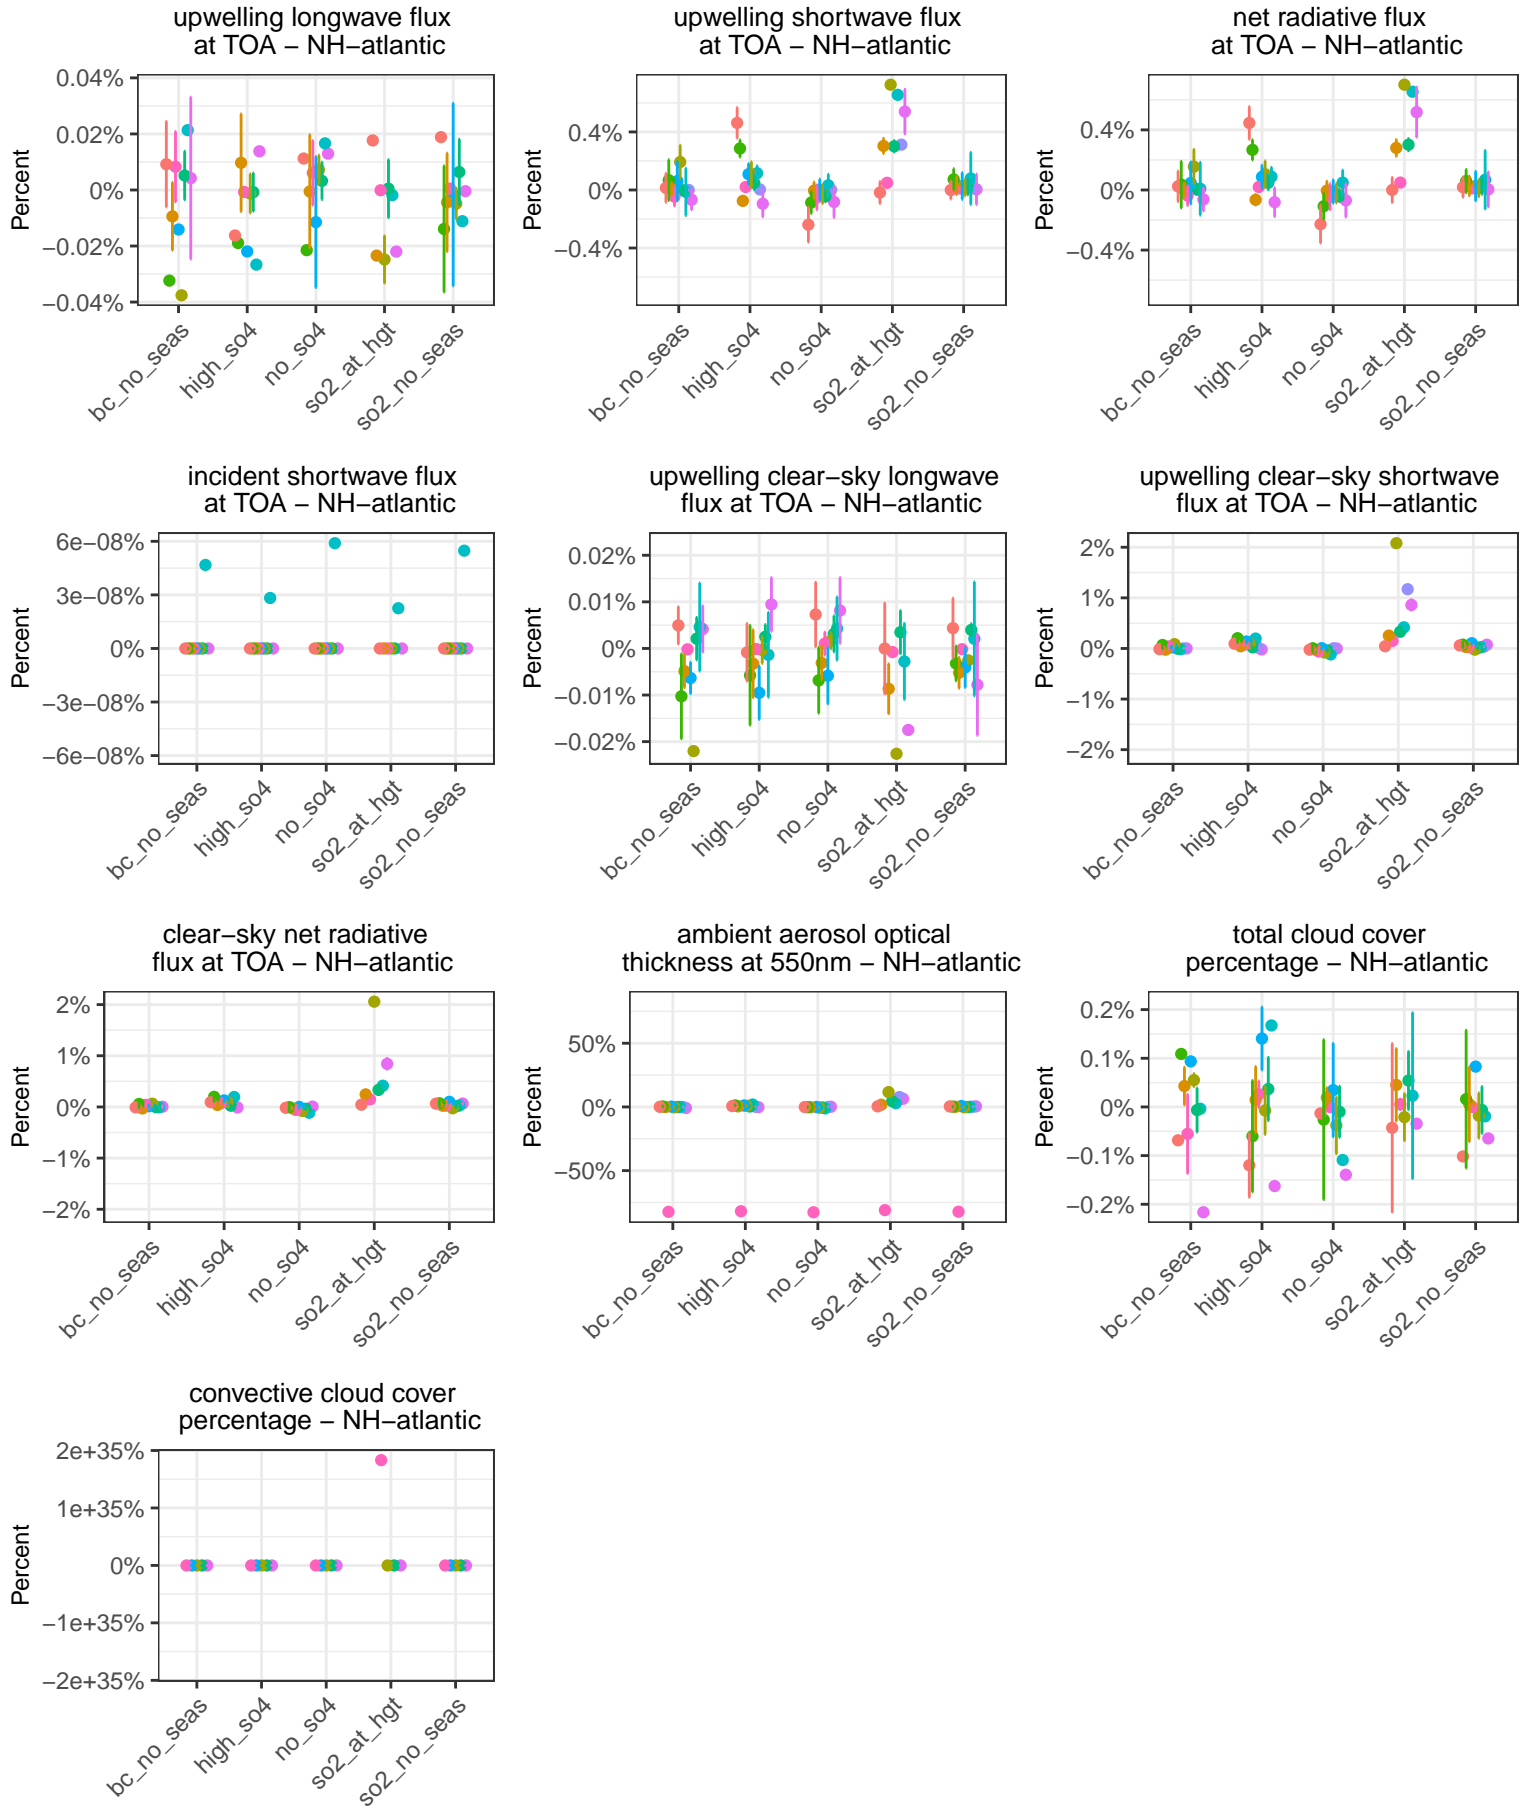 upwelling longwave flux
at TOA − NH−atlantic
Percent
0.04%
0.02%
0%
−0.02%
−0.04%
bc_no_seas
high_so4
no_so4
so2_at_hgt
so2_no_seas
upwelling shortwave flux
at TOA − NH−atlantic
Percent
0.4%
0%
−0.4%
bc_no_seas
high_so4
no_so4
so2_at_hgt
so2_no_seas
net radiative flux
at TOA − NH−atlantic
Percent
0.4%
0%
−0.4%
bc_no_seas
high_so4
no_so4
so2_at_hgt
so2_no_seas
incident shortwave flux
at TOA − NH−atlantic
Percent
6e−08%
3e−08%
0%
−3e−08%
−6e−08%
bc_no_seas
high_so4
no_so4
so2_at_hgt
so2_no_seas
upwelling clear−sky longwave
flux at TOA − NH−atlantic
Percent
0.02%
0.01%
0%
−0.01%
−0.02%
bc_no_seas
high_so4
no_so4
so2_at_hgt
so2_no_seas
upwelling clear−sky shortwave
flux at TOA − NH−atlantic
Percent
2%
1%
0%
−1%
−2%
bc_no_seas
high_so4
no_so4
so2_at_hgt
so2_no_seas
clear−sky net radiative
flux at TOA − NH−atlantic
Percent
2%
1%
0%
−1%
−2%
bc_no_seas
high_so4
no_so4
so2_at_hgt
so2_no_seas
ambient aerosol optical
thickness at 550nm − NH−atlantic
Percent
50%
0%
−50%
bc_no_seas
high_so4
no_so4
so2_at_hgt
so2_no_seas
total cloud cover
percentage − NH−atlantic
Percent
0.2%
0.1%
0%
−0.1%
−0.2%
bc_no_seas
high_so4
no_so4
so2_at_hgt
so2_no_seas
convective cloud cover
percentage − NH−atlantic
Percent
2e+35%
1e+35%
0%
−1e+35%
−2e+35%
bc_no_seas
high_so4
no_so4
so2_at_hgt
so2_no_seas